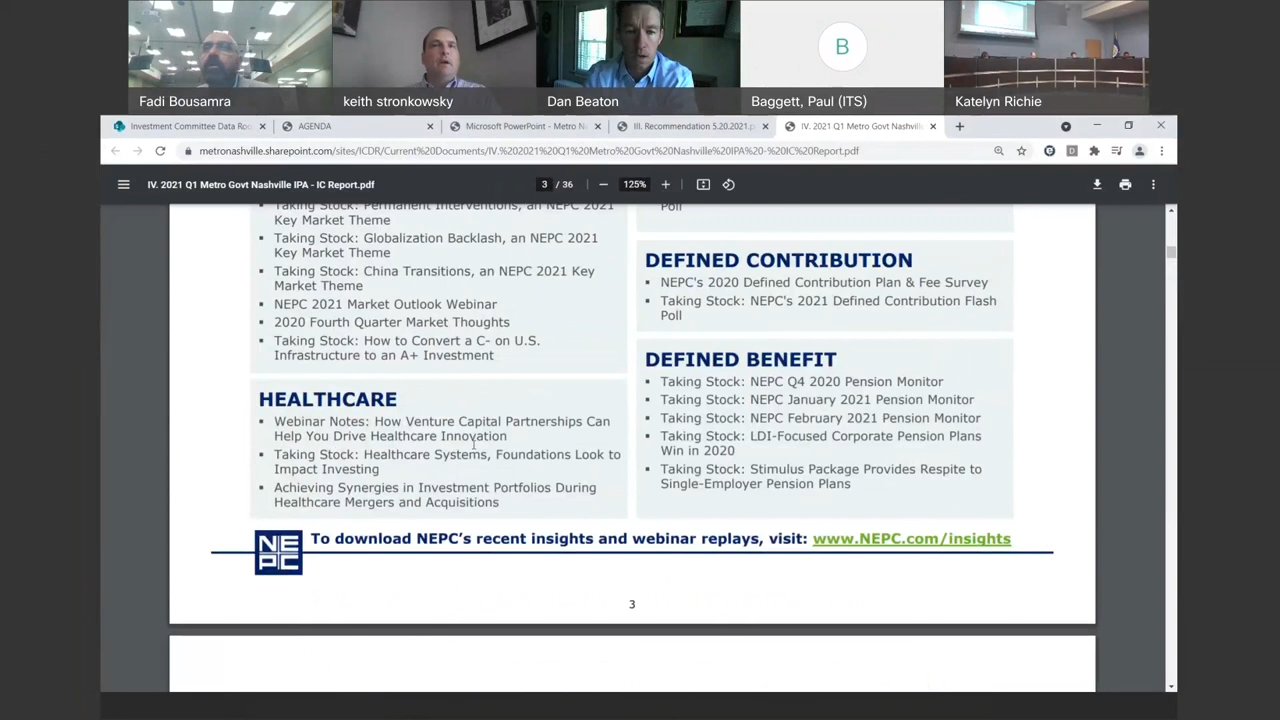 B
Fadi Bousamra
keith stronkowsky
Dan Beaton
Baggett, Paul (ITS)
Katelyn Richie
Investment Committee Data Roo
AGENDA
Microsoft PowerPoint - Metro N
III. Recommendation 5.20.2021.p
IV. 2021 Q1 Metro Govt Nashvill
metronashville.sharepoint.com/sites/ICDR/Current%20Documents/IV.%202021%20Q1%20Metro%20Govt%20Nashville%20IPA%20-%20IC%20Report.pdf
IV. 2021 Q1 Metro Govt Nashville IPA - IC Report.pdf
3 / 36
125%
Taking Stock: Permanent Interventions, an NEPC 2021
Key Market Theme
Taking Stock: Globalization Backlash, an NEPC 2021
Key Market Theme
Taking Stock: China Transitions, an NEPC 2021 Key
Market Theme
NEPC 2021 Market Outlook Webinar
2020 Fourth Quarter Market Thoughts
Taking Stock: How to Convert a C- on U.S.
Infrastructure to an A+ Investment
HEALTHCARE
Webinar Notes: How Venture Capital Partnerships Can
Help You Drive Healthcare Innovation
Taking Stock: Healthcare Systems, Foundations Look to
Impact Investing
Achieving Synergies in Investment Portfolios During
Healthcare Mergers and Acquisitions
Poll
DEFINED CONTRIBUTION
NEPC's 2020 Defined Contribution Plan & Fee Survey
Taking Stock: NEPC's 2021 Defined Contribution Flash
Poll
DEFINED BENEFIT
Taking Stock: NEPC Q4 2020 Pension Monitor
Taking Stock: NEPC January 2021 Pension Monitor
Taking Stock: NEPC February 2021 Pension Monitor
Taking Stock: LDI-Focused Corporate Pension Plans
Win in 2020
Taking Stock: Stimulus Package Provides Respite to
Single-Employer Pension Plans
NE
PC
To download NEPC’s recent insights and webinar replays, visit: www.NEPC.com/insights
3